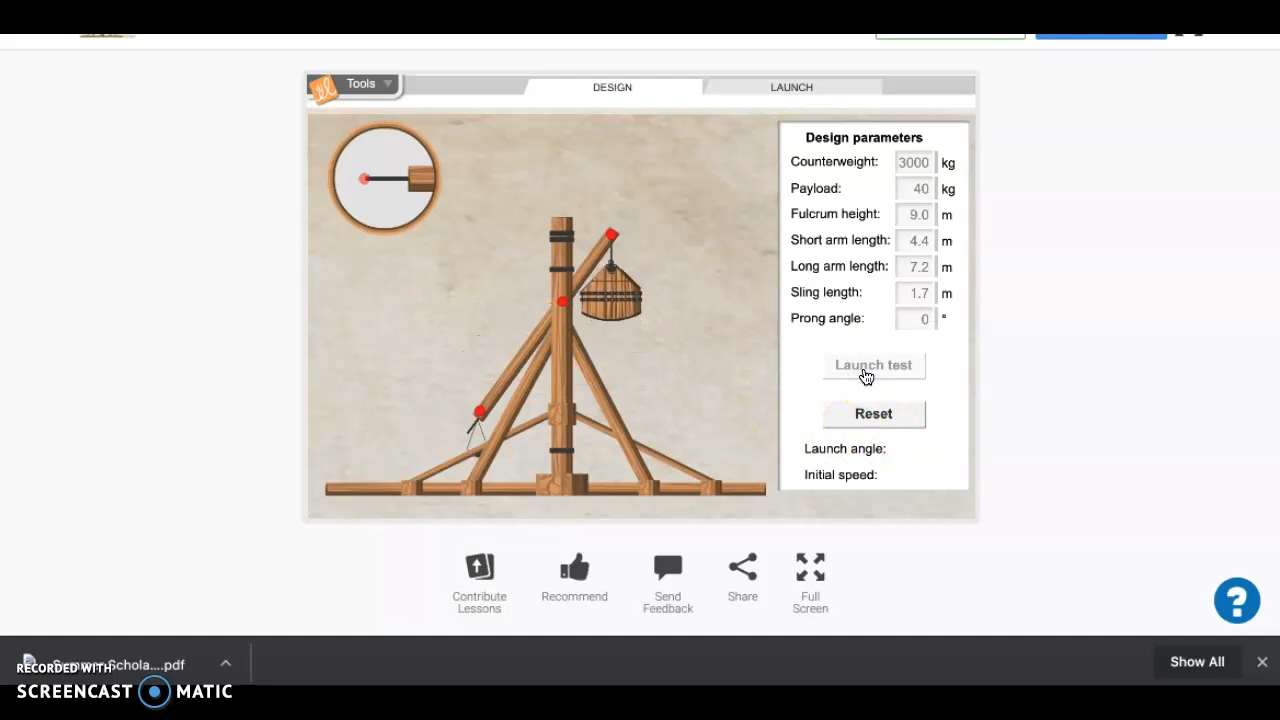 Tools
DESIGN
LAUNCH
Design parameters
Counterweight: 3000 kg
Payload: 40 kg
Fulcrum height: 9.0 m
Short arm length: 4.4 m
Long arm length: 7.2 m
Sling length: 1.7 m
Prong angle: 0 °
Launch test
Reset
Launch angle:
Initial speed:
Contribute Lessons
Recommend
Send Feedback
Share
Full Screen
?
Schola....pdf
Show All
RECORDED WITH
SCREENCAST MATIC